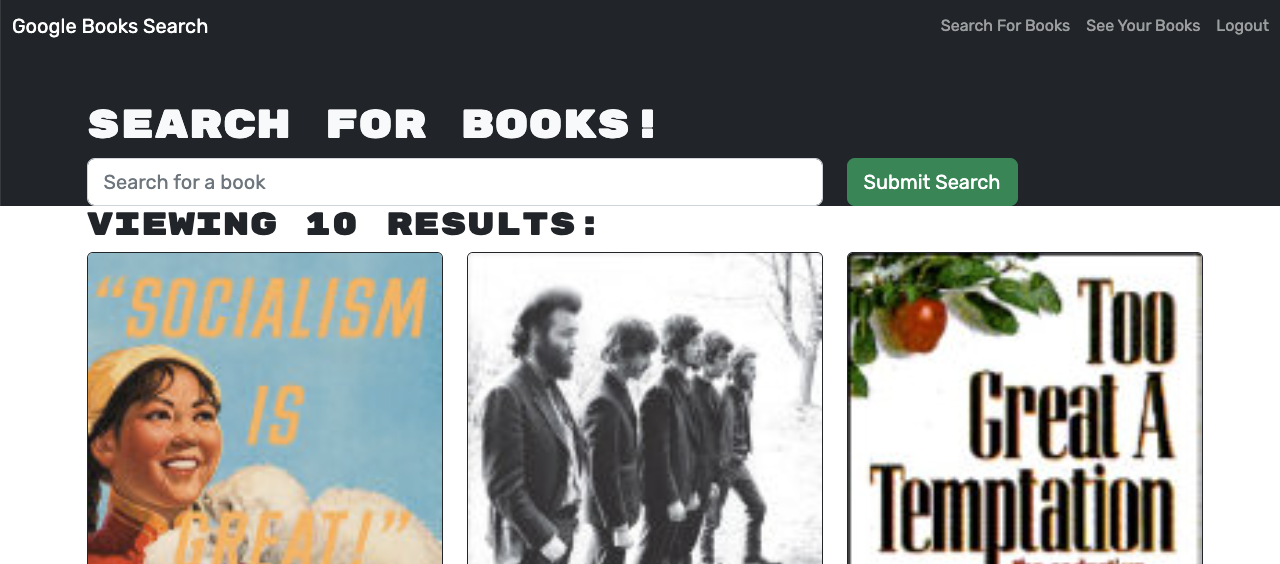 Google Books Search
Search For Books
See Your Books
Logout
SEARCH FOR BOOKS!
Search for a book
Submit Search
VIEWING 10 RESULTS:
“SOCIALISM
IS
GREAT!”
Too
Great A
Temptation